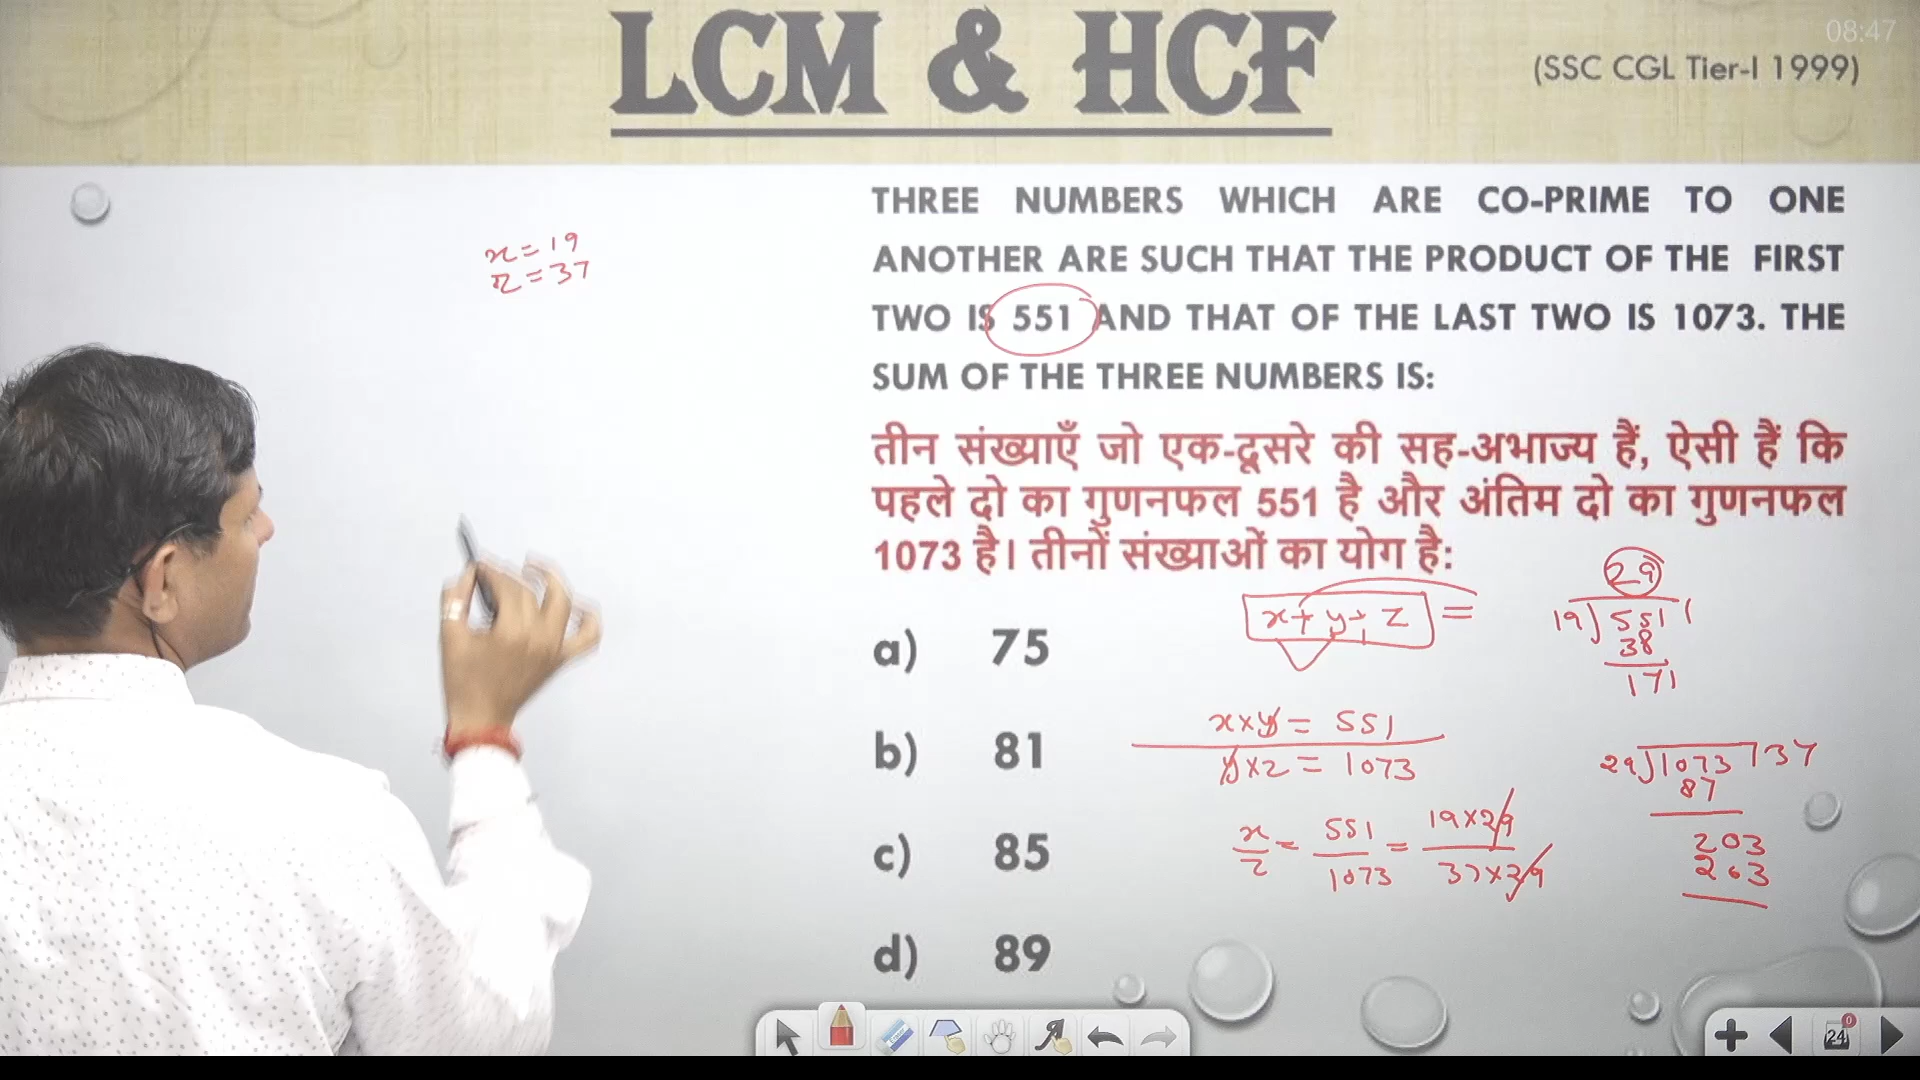 LCM & HCF
08:47
(SSC CGL Tier-I 1999)
THREE NUMBERS WHICH ARE CO-PRIME TO ONE
ANOTHER ARE SUCH THAT THE PRODUCT OF THE FIRST
TWO IS 551 AND THAT OF THE LAST TWO IS 1073. THE
SUM OF THE THREE NUMBERS IS:
x = 19
z = 37
तीन संख्याएँ जो एक-दूसरे की सह-अभाज्य हैं, ऐसी हैं कि
पहले दो का गुणनफल 551 है और अंतिम दो का गुणनफल
1073 है। तीनों संख्याओं का योग है:
a) 75
b) 81
c) 85
d) 89
x+y+z =
29
19)551(
38
171
x×y = 551
y×z = 1073
29)1073)37
87
203
203
x/z = 551/1073 = 19×29/37×29
24
0